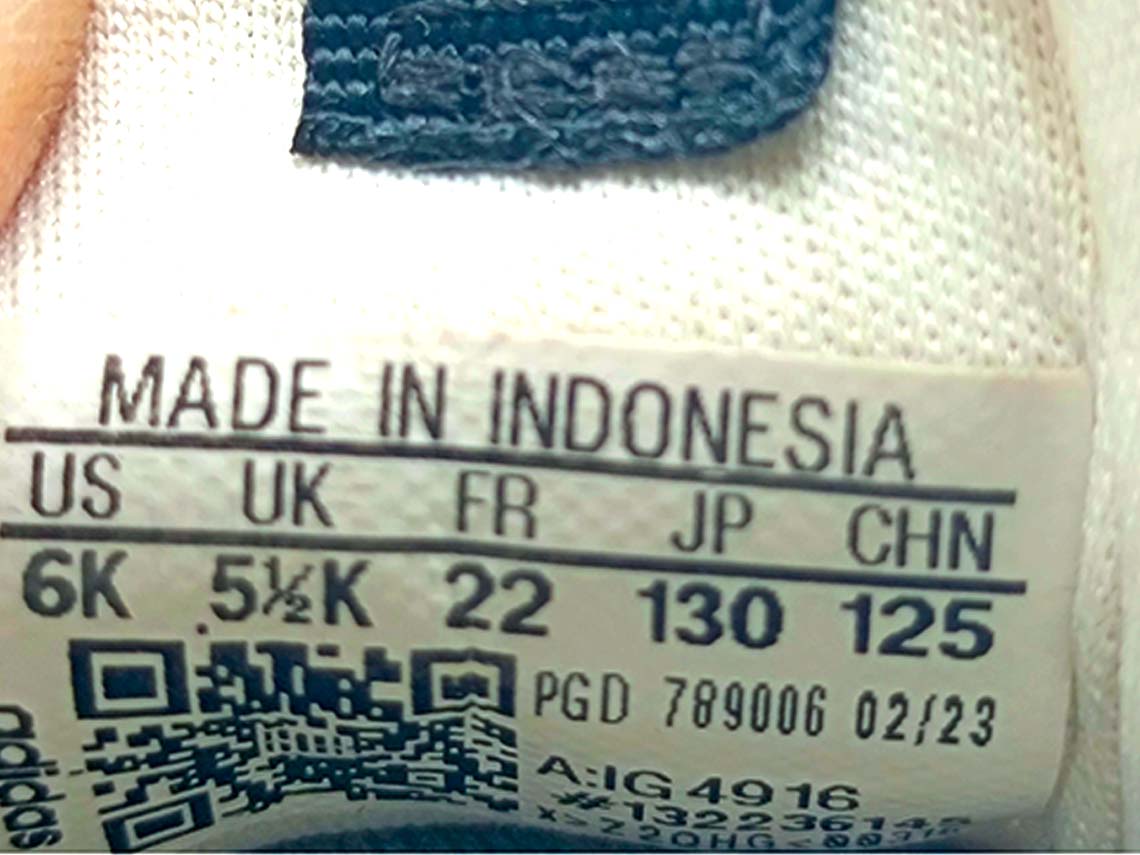 MADE IN INDONESIA
US UK FR JP CHN
6K 5½K 22 130 125
PGD 789006 02/23
A:IG4916
adidas